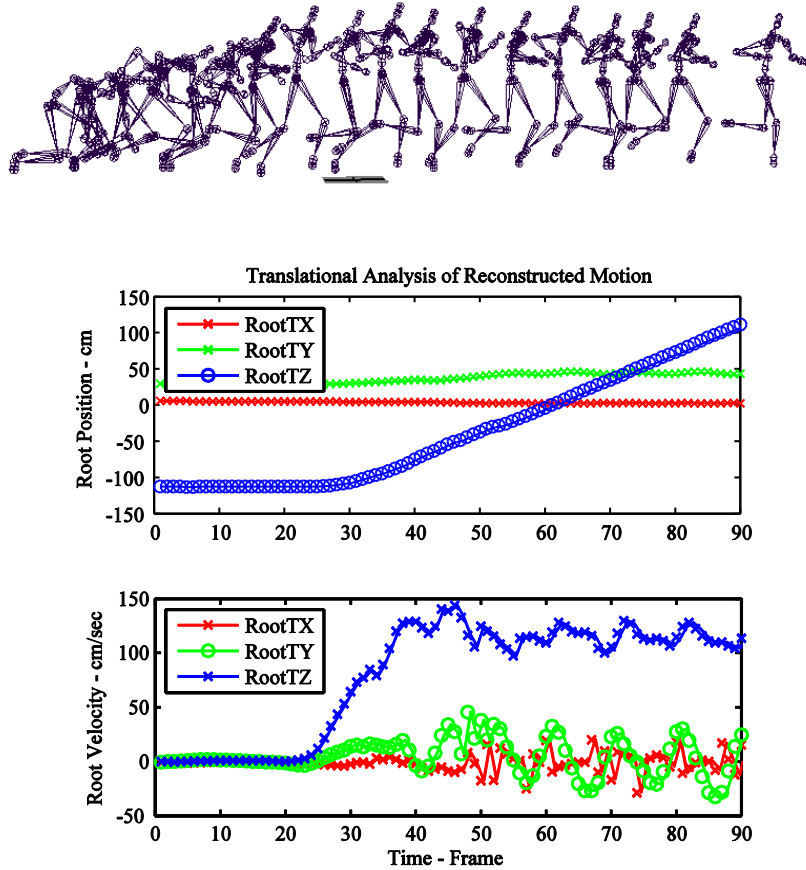 Translational Analysis of Reconstructed Motion
150
100
50
0
-50
-100
-150
Root Position - cm
RootTX
RootTY
RootTZ
0 10 20 30 40 50 60 70 80 90
150
100
50
0
-50
Root Velocity - cm/sec
RootTX
RootTY
RootTZ
0 10 20 30 40 50 60 70 80 90
Time - Frame